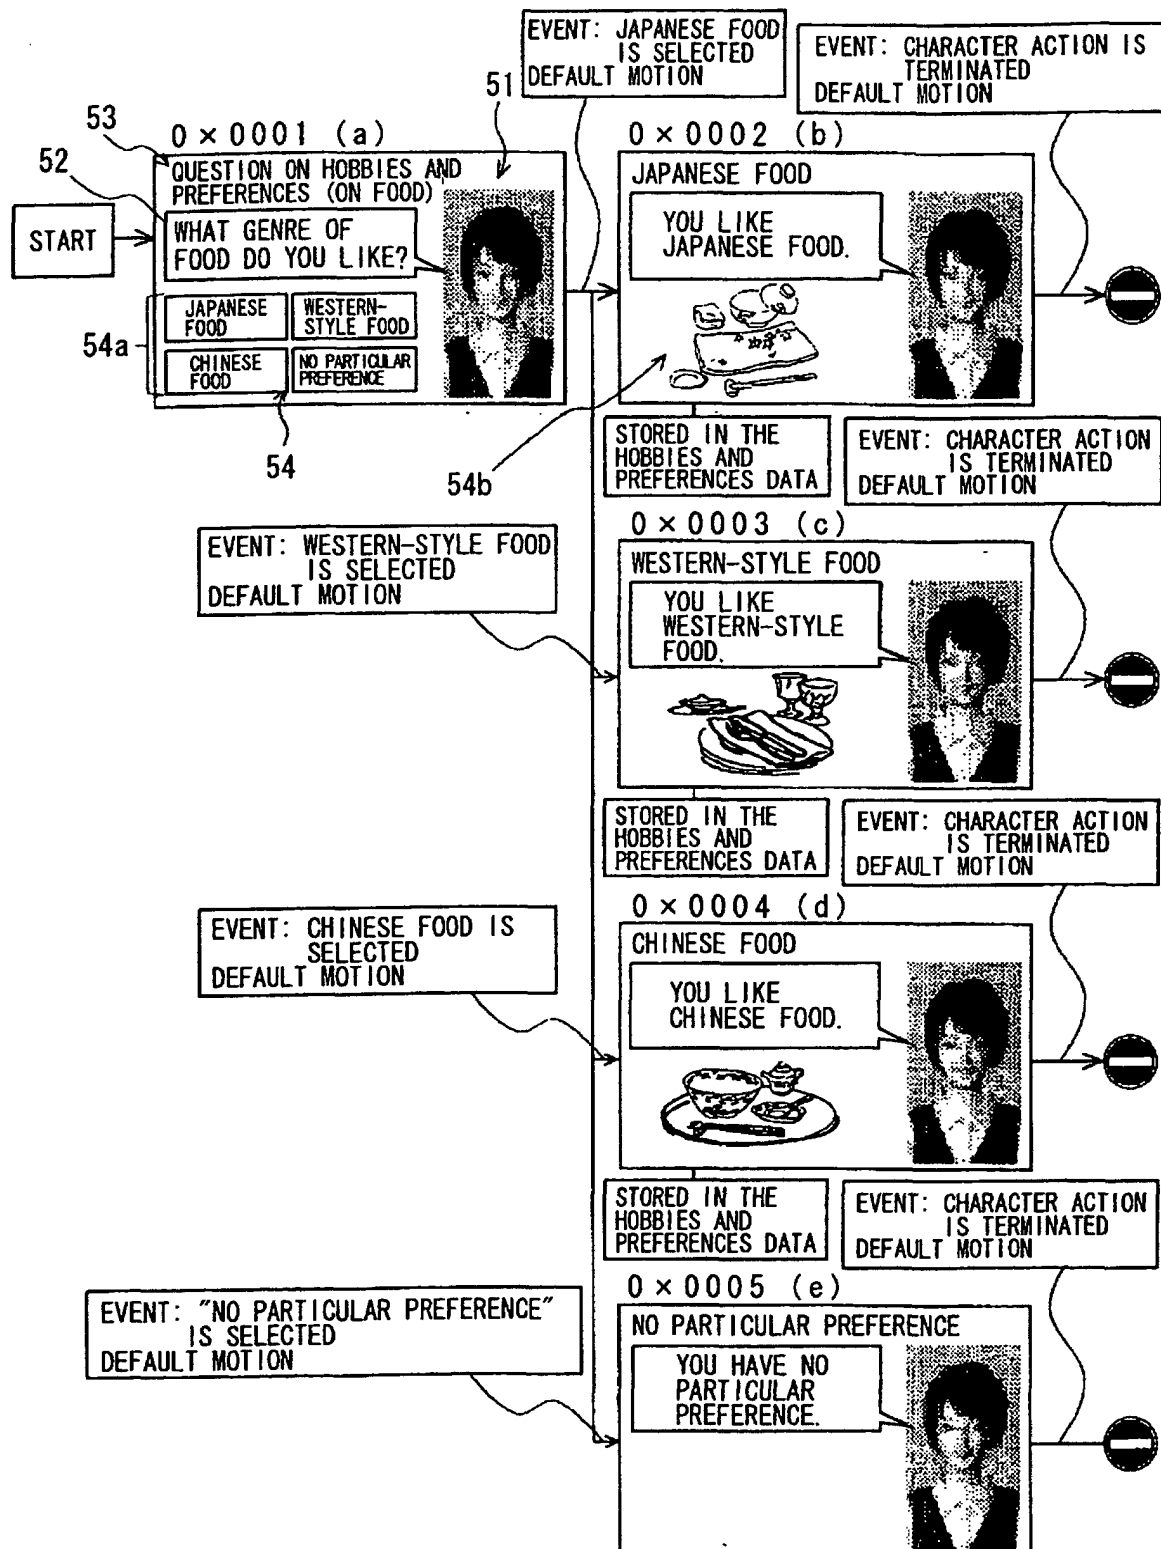 EVENT: JAPANESE FOOD
IS SELECTED
DEFAULT MOTION
EVENT: CHARACTER ACTION IS
TERMINATED
DEFAULT MOTION
51
53
52
0×0001 (a)
QUESTION ON HOBBIES AND
PREFERENCES (ON FOOD)
START
WHAT GENRE OF
FOOD DO YOU LIKE?
JAPANESE
FOOD
WESTERN-
STYLE FOOD
CHINESE
FOOD
NO PARTICULAR
PREFERENCE
54a
54
0×0002 (b)
JAPANESE FOOD
YOU LIKE
JAPANESE FOOD.
54b
STORED IN THE
HOBBIES AND
PREFERENCES DATA
EVENT: CHARACTER ACTION
IS TERMINATED
DEFAULT MOTION
EVENT: WESTERN-STYLE FOOD
IS SELECTED
DEFAULT MOTION
0×0003 (c)
WESTERN-STYLE FOOD
YOU LIKE
WESTERN-STYLE
FOOD.
STORED IN THE
HOBBIES AND
PREFERENCES DATA
EVENT: CHARACTER ACTION
IS TERMINATED
DEFAULT MOTION
EVENT: CHINESE FOOD IS
SELECTED
DEFAULT MOTION
0×0004 (d)
CHINESE FOOD
YOU LIKE
CHINESE FOOD.
STORED IN THE
HOBBIES AND
PREFERENCES DATA
EVENT: CHARACTER ACTION
IS TERMINATED
DEFAULT MOTION
EVENT: "NO PARTICULAR PREFERENCE"
IS SELECTED
DEFAULT MOTION
0×0005 (e)
NO PARTICULAR PREFERENCE
YOU HAVE NO
PARTICULAR
PREFERENCE.